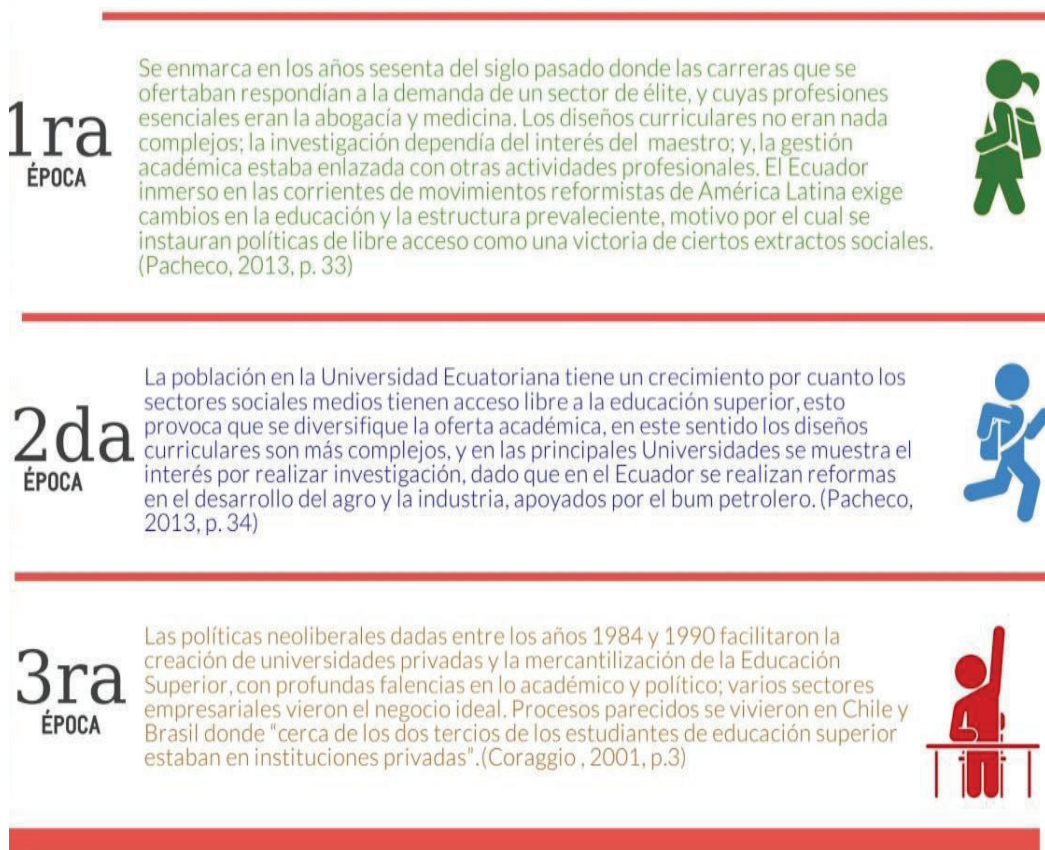 1ra
ÉPOCA
Se enmarca en los años sesenta del siglo pasado donde las carreras que se
ofertaban respondían a la demanda de un sector de élite, y cuyas profesiones
esenciales eran la abogacía y medicina. Los diseños curriculares no eran nada
complejos; la investigación dependía del interés del maestro; y, la gestión
académica estaba enlazada con otras actividades profesionales. El Ecuador
inmerso en las corrientes de movimientos reformistas de América Latina exige
cambios en la educación y la estructura prevaleciente, motivo por el cual se
instauran políticas de libre acceso como una victoria de ciertos extractos sociales.
(Pacheco, 2013, p. 33)
2da
ÉPOCA
La población en la Universidad Ecuatoriana tiene un crecimiento por cuanto los
sectores sociales medios tienen acceso libre a la educación superior, esto
provoca que se diversifique la oferta académica, en este sentido los diseños
curriculares son más complejos, y en las principales Universidades se muestra el
interés por realizar investigación, dado que en el Ecuador se realizan reformas
en el desarrollo del agro y la industria, apoyados por el bum petrolero. (Pacheco,
2013, p. 34)
3ra
ÉPOCA
Las políticas neoliberales dadas entre los años 1984 y 1990 facilitaron la
creación de universidades privadas y la mercantilización de la Educación
Superior, con profundas falencias en lo académico y político; varios sectores
empresariales vieron el negocio ideal. Procesos parecidos se vivieron en Chile y
Brasil donde “cerca de los dos tercios de los estudiantes de educación superior
estaban en instituciones privadas”.(Coraggio , 2001, p.3)